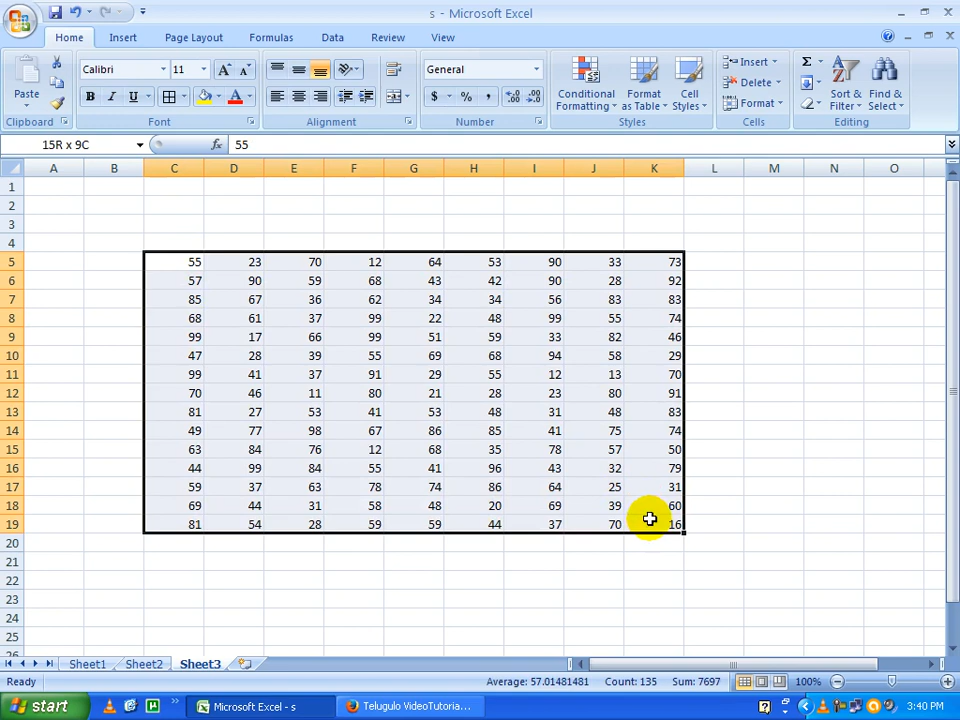 s - Microsoft Excel
Home Insert Page Layout Formulas Data Review View
Paste Calibri 11 General Conditional Formatting Format as Table Cell Styles Insert Delete Format Sort & Filter Find & Select
B I U $ % ,
Clipboard Font Alignment Number Styles Cells Editing
15R x 9C fx 55
A B C D E F G H I J K L M N O
1
2
3
4
5 55 23 70 12 64 53 90 33 73
6 57 90 59 68 43 42 90 28 92
7 85 67 36 62 34 34 56 83 83
8 68 61 37 99 22 48 99 55 74
9 99 17 66 99 51 59 33 82 46
10 47 28 39 55 69 68 94 58 29
11 99 41 37 91 29 55 12 13 70
12 70 46 11 80 21 28 23 80 91
13 81 27 53 41 53 48 31 48 83
14 49 77 98 67 86 85 41 75 74
15 63 84 76 12 68 35 78 57 50
16 44 99 84 55 41 96 43 32 79
17 59 37 63 78 74 86 64 25 31
18 69 44 31 58 48 20 69 39 60
19 81 54 28 59 59 44 37 70 16
20
21
22
23
24
25
26
Sheet1 Sheet2 Sheet3
Ready Average: 57.01481481 Count: 135 Sum: 7697 100%
start Microsoft Excel - s Telugulo VideoTutoria... 3:40 PM